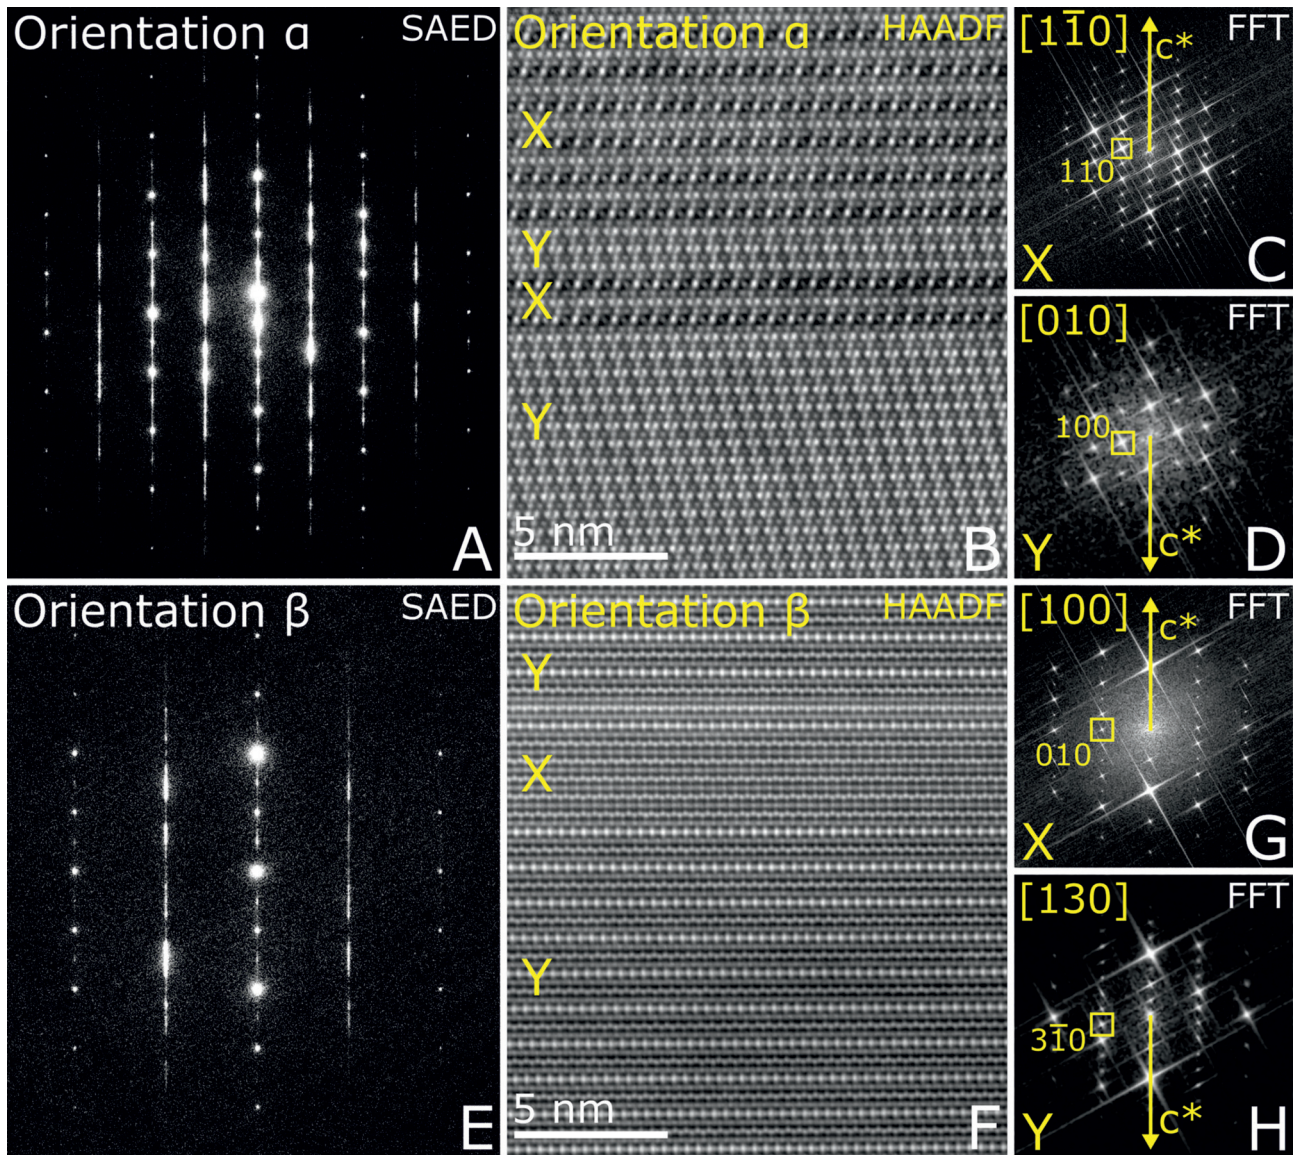 Orientation ɑ SAED
A
Orientation ɑ HAADF
X
Y
X
Y
5 nm
B
[11̅0] FFT
c*
110
X
C
[010] FFT
100
c*
Y
D
Orientation β SAED
E
Orientation β HAADF
Y
X
Y
5 nm
F
[100] FFT
c*
010
X
G
[130] FFT
31̅0
c*
Y
H